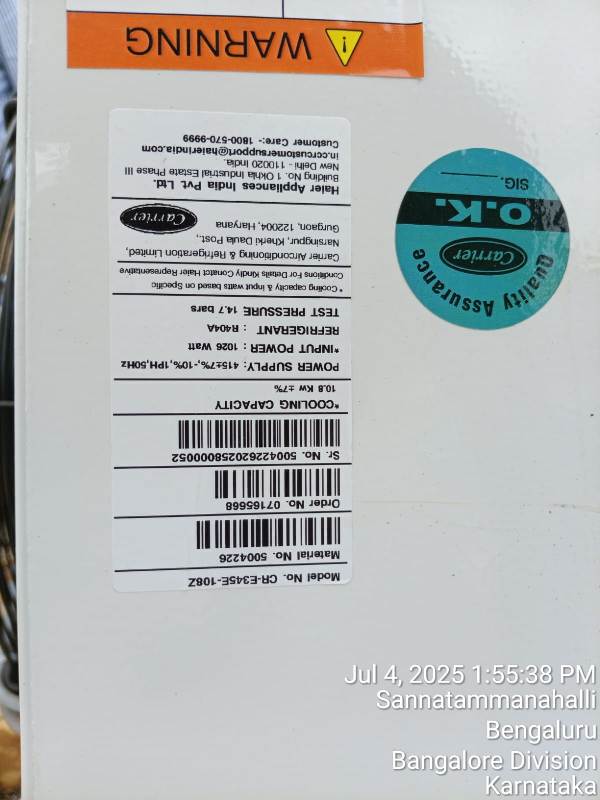 WARNING
Model No. CR-E345E-108Z
Material No. 5004226
Order No. 07165668
Sr. No. 5004226202258000052
*COOLING CAPACITY
10.8 Kw ±7%
POWER SUPPLY: 415±7%,-10%,1PH,50Hz
*INPUT POWER : 1026 Watt
REFRIGERANT : R404A
TEST PRESSURE 14.7 bars
* Cooling capacity & input watts based on Specific
Conditions For Details Kindly Conatct Haier Representative
Carrier Airconditioning & Refrigeration Limited,
Narsingpur, Kherki Daula Post,,
Gurgaon, 122004, Haryana
Carrier
Haier Appliances India Pvt. Ltd.
Building No. 1 Okhla Industrial Estate Phase III
New Delhi - 110020 India.
in.ccrcustomersupport@haierindia.com
Customer Care:- 1800-570-9999
Quality Assurance
Carrier
O.K.
SIG.
Jul 4, 2025 1:55:38 PM
Sannatammanahalli
Bengaluru
Bangalore Division
Karnataka